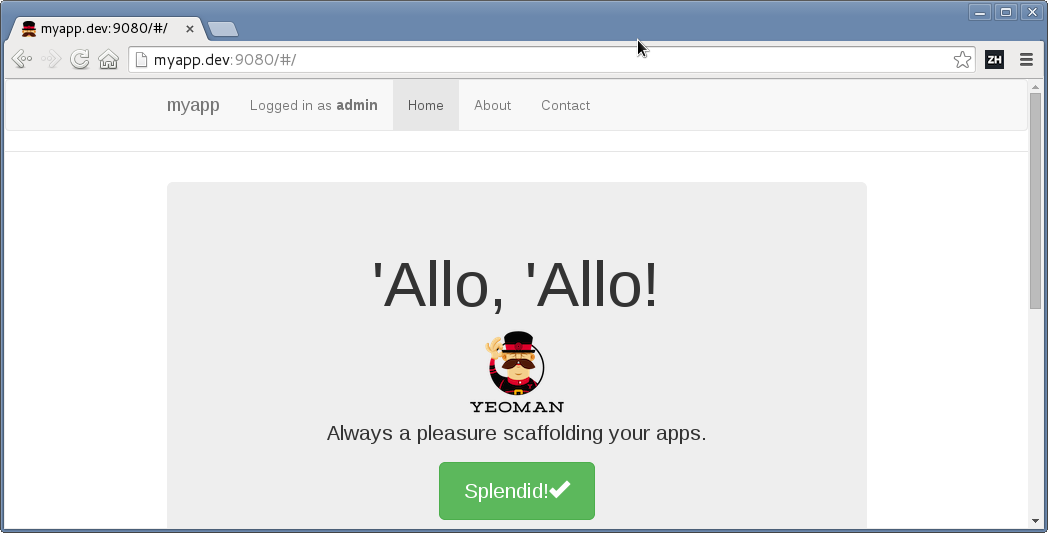 myapp.dev:9080/#/
myapp.dev:9080/#/
ZH
myapp Logged in as admin Home About Contact
'Allo, 'Allo!
YEOMAN
Always a pleasure scaffolding your apps.
Splendid!